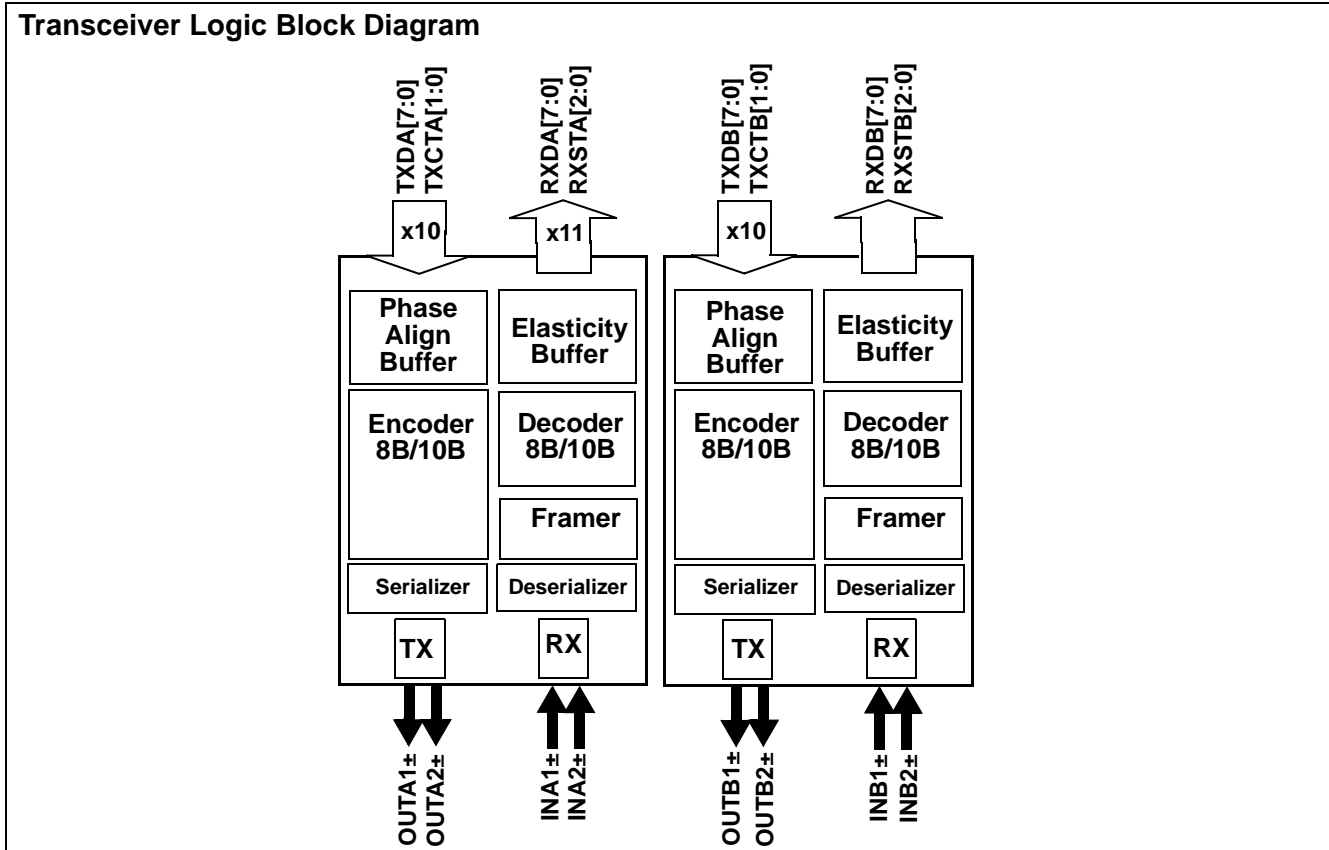 Transceiver Logic Block Diagram
TXDA[7:0]
TXCTA[1:0]
RXDA[7:0]
RXSTA[2:0]
TXDB[7:0]
TXCTB[1:0]
RXDB[7:0]
RXSTB[2:0]
x10
x11
x10
Phase
Align
Buffer
Elasticity
Buffer
Phase
Align
Buffer
Elasticity
Buffer
Encoder
8B/10B
Decoder
8B/10B
Encoder
8B/10B
Decoder
8B/10B
Framer
Framer
Serializer
Deserializer
Serializer
Deserializer
TX
RX
TX
RX
OUTA1±
OUTA2±
INA1±
INA2±
OUTB1±
OUTB2±
INB1±
INB2±